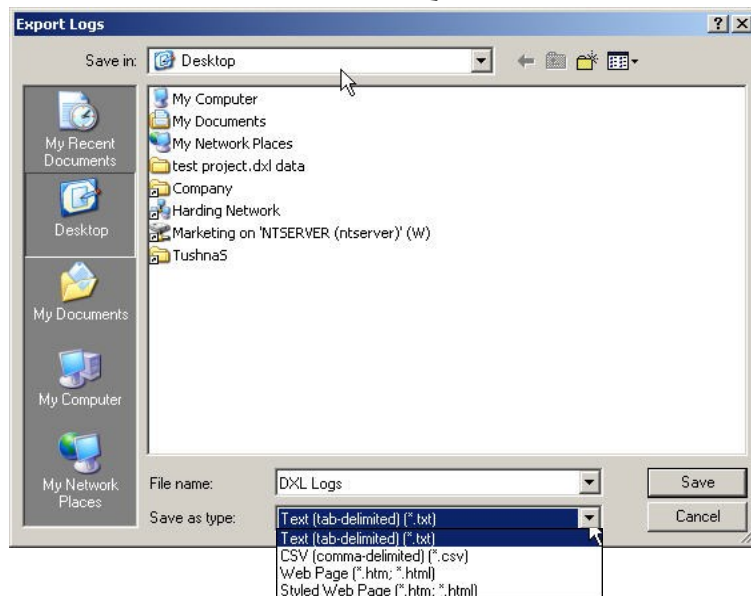 Export Logs
Save in:
Desktop
My Recent
Documents
Desktop
My Documents
My Computer
My Network
Places
My Computer
My Documents
My Network Places
test project.dxl data
Company
Harding Network
Marketing on 'NTSERVER (ntserver)' (W)
TushnaS
File name:
DXL Logs
Save
Save as type:
Text (tab-delimited) (*.txt)
Cancel
Text (tab-delimited) (*.txt)
CSV (comma-delimited) (*.csv)
Web Page (*.htm; *.html)
Styled Web Page (*.htm; *.html)